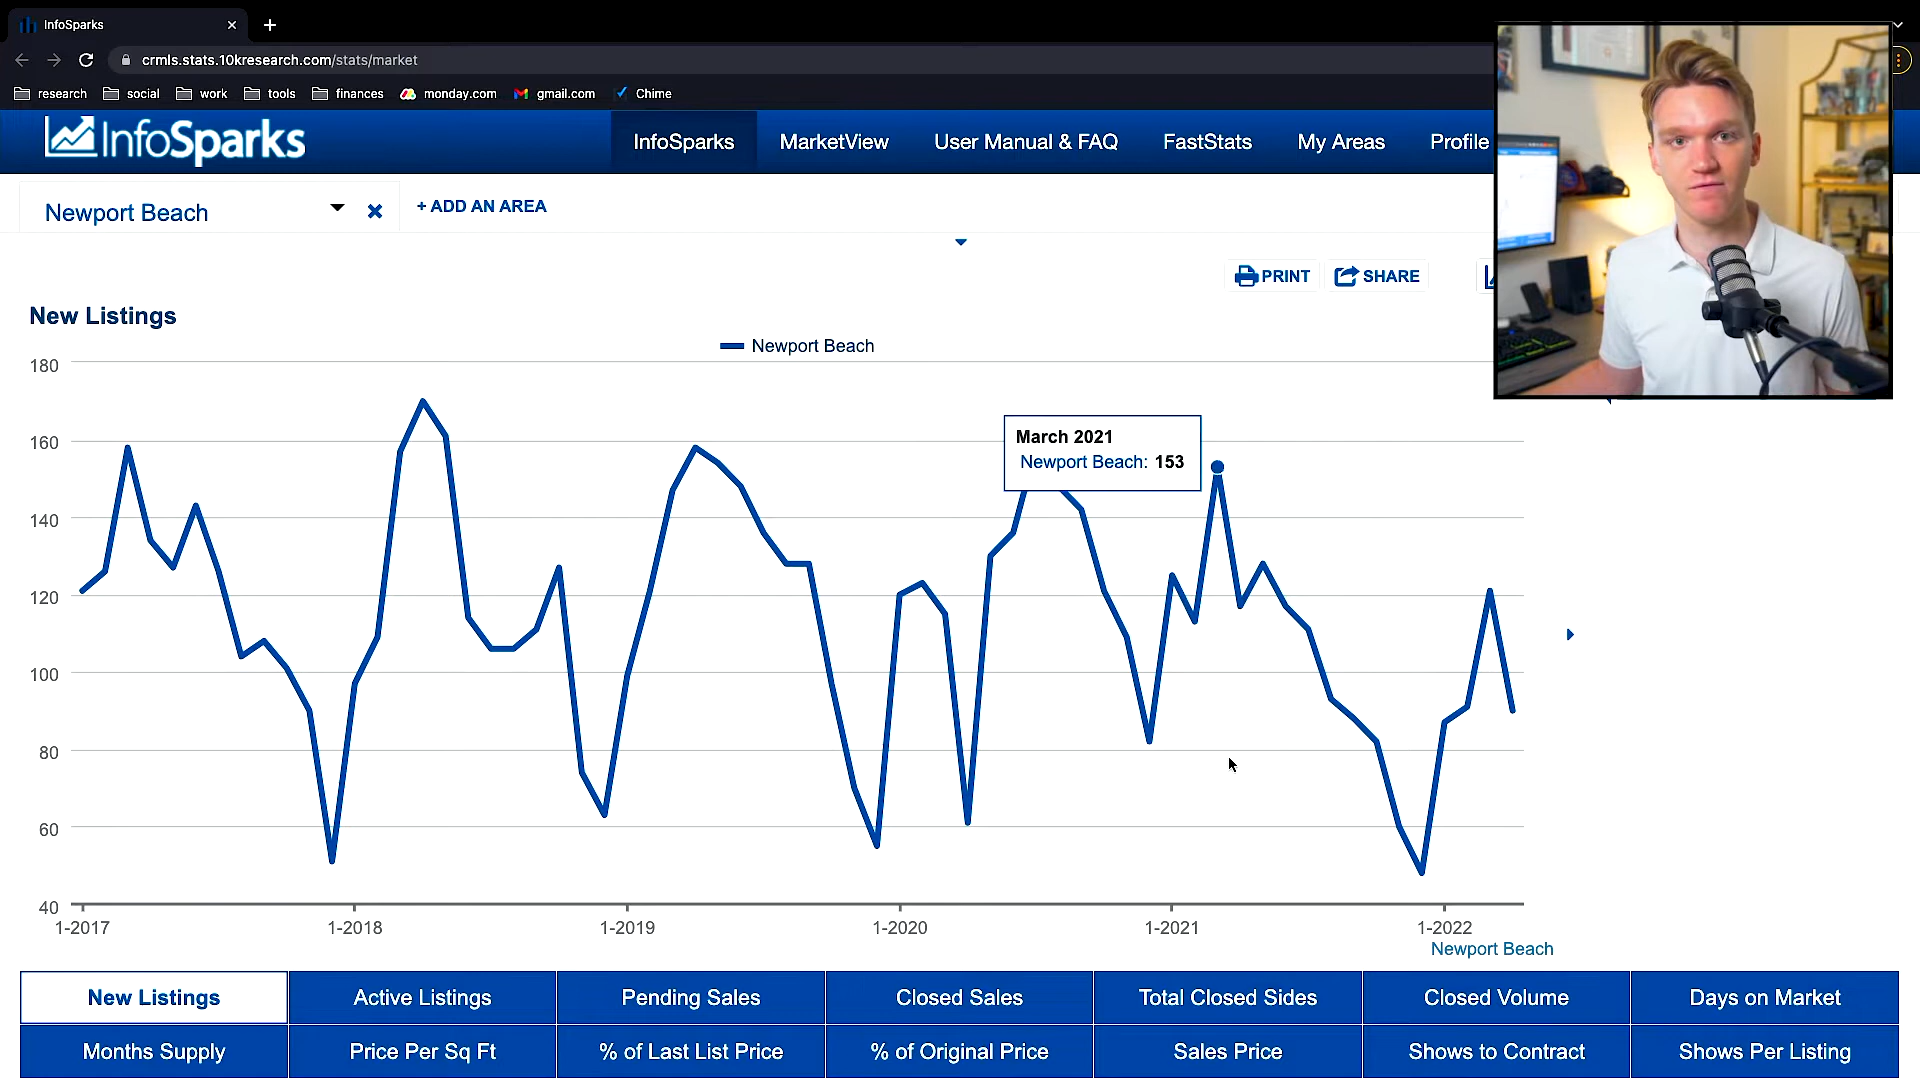 InfoSparks
crmls.stats.10kresearch.com/stats/market
research social work tools finances monday.com gmail.com Chime
InfoSparks
InfoSparks MarketView User Manual & FAQ FastStats My Areas Profile
Newport Beach
+ ADD AN AREA
PRINT SHARE
New Listings
Newport Beach
180
160
140
120
100
80
60
40
March 2021
Newport Beach: 153
1-2017 1-2018 1-2019 1-2020 1-2021 1-2022
Newport Beach
New Listings Active Listings Pending Sales Closed Sales Total Closed Sides Closed Volume Days on Market
Months Supply Price Per Sq Ft % of Last List Price % of Original Price Sales Price Shows to Contract Shows Per Listing